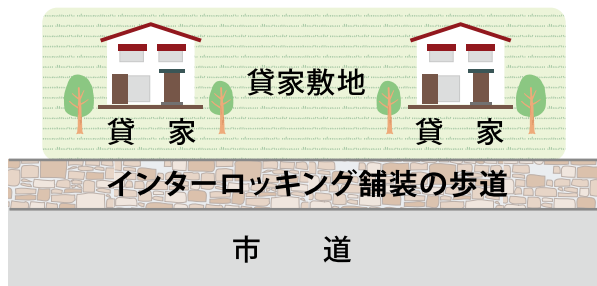 貸家敷地
貸　家
貸　家
インターロッキング舗装の歩道
市　　道